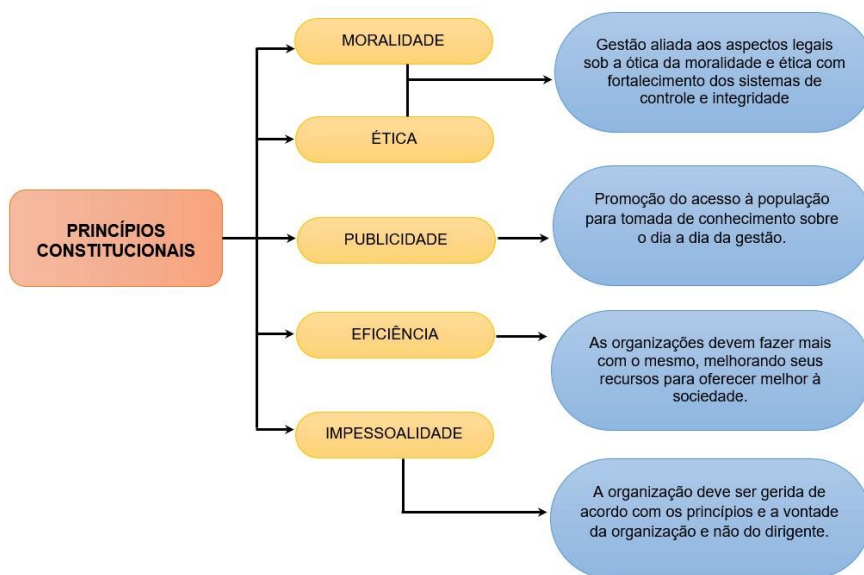 PRINCÍPIOS
CONSTITUCIONAIS
MORALIDADE
ÉTICA
PUBLICIDADE
EFICIÊNCIA
IMPESSOALIDADE
Gestão aliada aos aspectos legais
sob a ótica da moralidade e ética com
fortalecimento dos sistemas de
controle e integridade
Promoção do acesso à população
para tomada de conhecimento sobre
o dia a dia da gestão.
As organizações devem fazer mais
com o mesmo, melhorando seus
recursos para oferecer melhor à
sociedade.
A organização deve ser gerida de
acordo com os princípios e a vontade
da organização e não do dirigente.